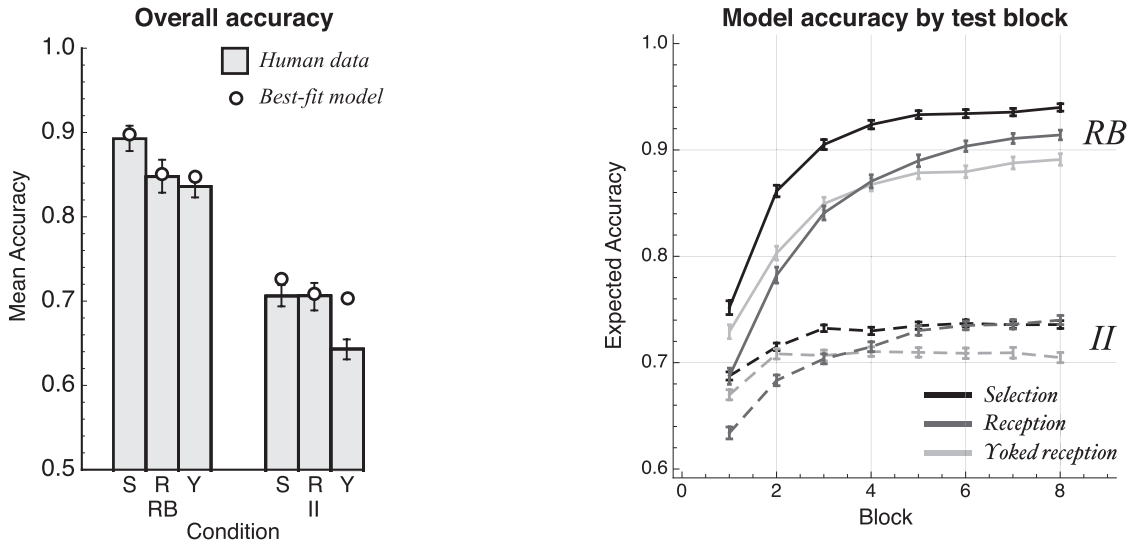 Overall accuracy
Human data
Best-fit model
Mean Accuracy
1.0
0.9
0.8
0.7
0.6
0.5
S R Y S R Y
RB II
Condition
Model accuracy by test block
Expected Accuracy
1.0
0.9
0.8
0.7
0.6
RB
II
Selection
Reception
Yoked reception
0 2 4 6 8
Block